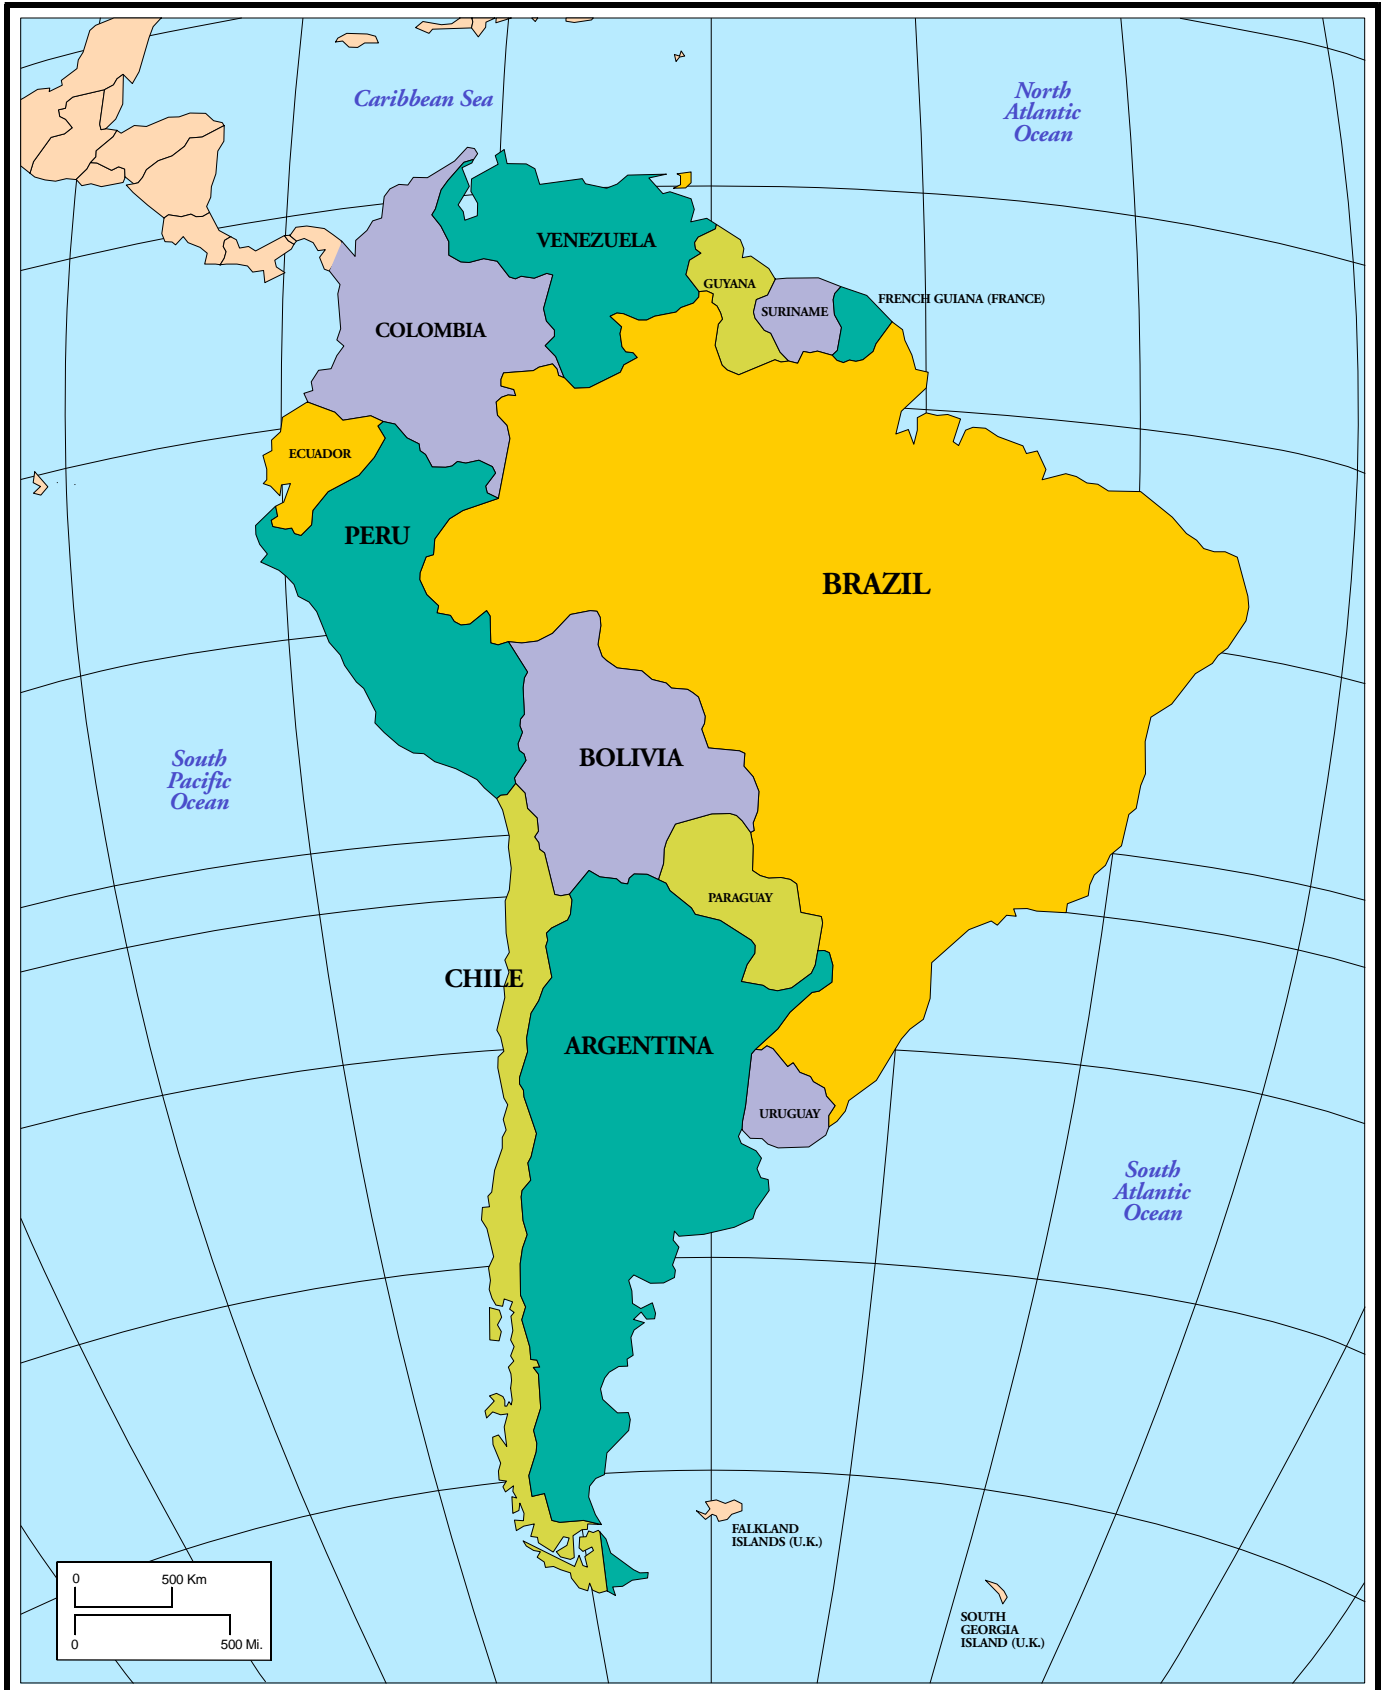 Caribbean Sea
North
Atlantic
Ocean
VENEZUELA
GUYANA
FRENCH GUIANA (FRANCE)
SURINAME
COLOMBIA
ECUADOR
PERU
BRAZIL
BOLIVIA
South
Pacific
Ocean
PARAGUAY
CHILE
ARGENTINA
URUGUAY
South
Atlantic
Ocean
FALKLAND
ISLANDS (U.K.)
SOUTH
GEORGIA
ISLAND (U.K.)
0 500 Km
0 500 Mi.